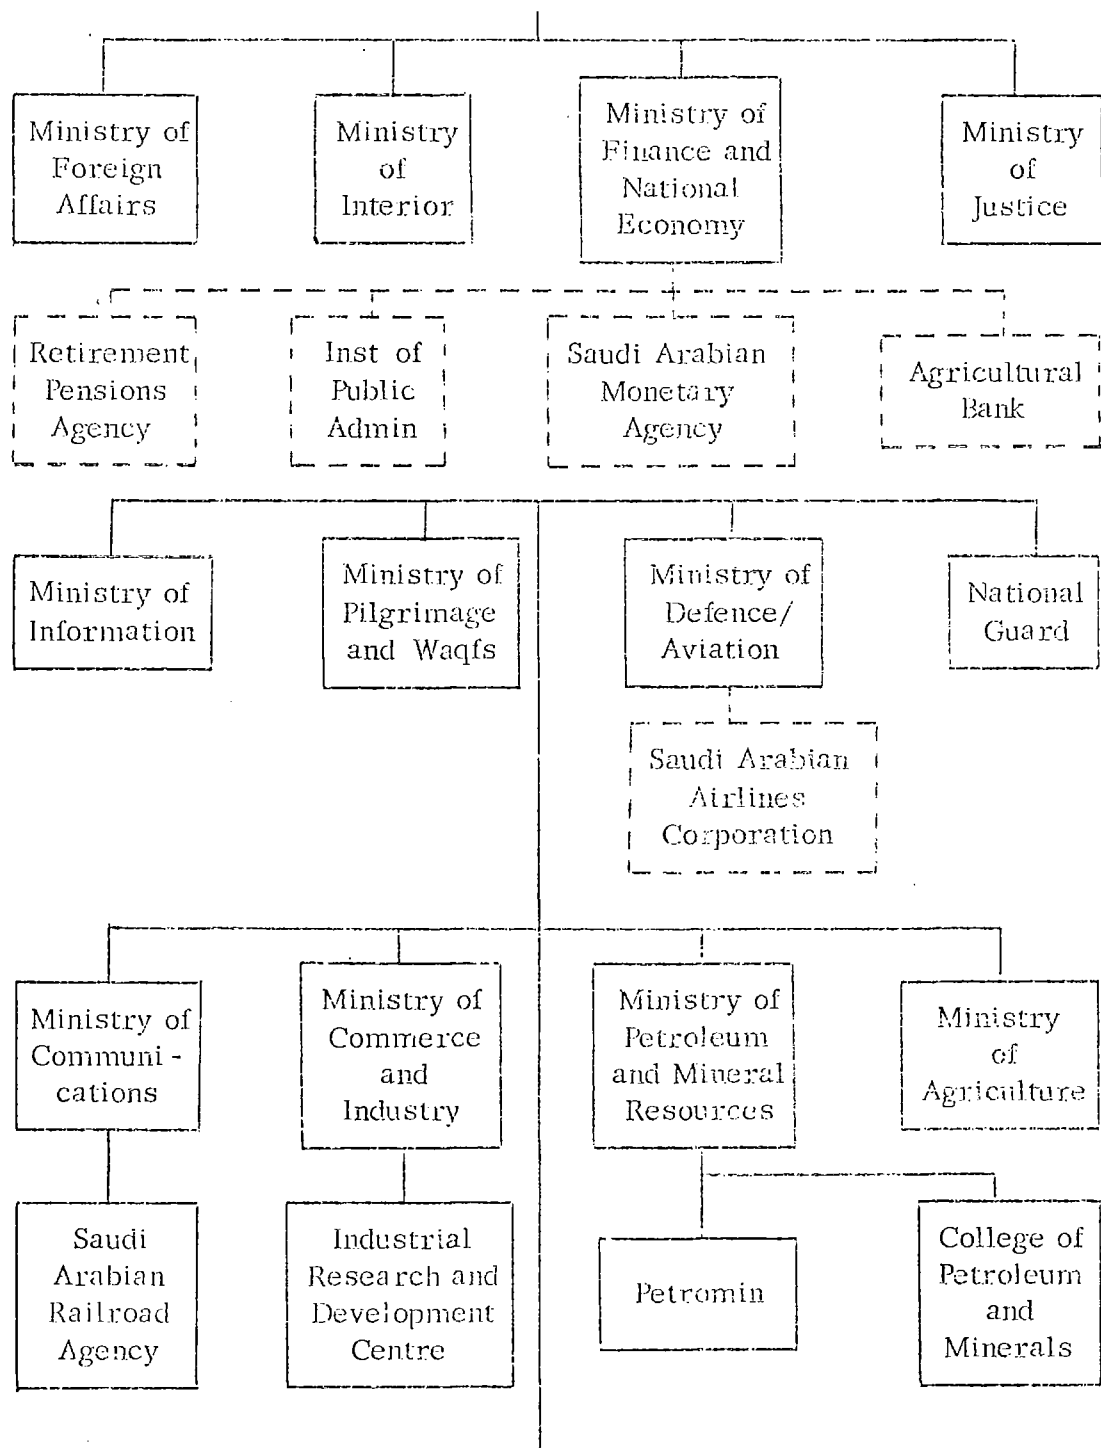 Ministry of
Foreign
Affairs
Ministry
of
Interior
Ministry of
Finance and
National
Economy
Ministry
of
Justice
Retirement
Pensions
Agency
Inst of
Public
Admin
Saudi Arabian
Monetary
Agency
Agricultural
Bank
Ministry of
Information
Ministry of
Pilgrimage
and Waqfs
Ministry of
Defence/
Aviation
National
Guard
Saudi Arabian
Airlines
Corporation
Ministry of
Communi-
cations
Ministry of
Commerce
and
Industry
Ministry of
Petroleum
and Mineral
Resources
Ministry
of
Agriculture
Saudi
Arabian
Railroad
Agency
Industrial
Research and
Development
Centre
Petromin
College of
Petroleum
and
Minerals